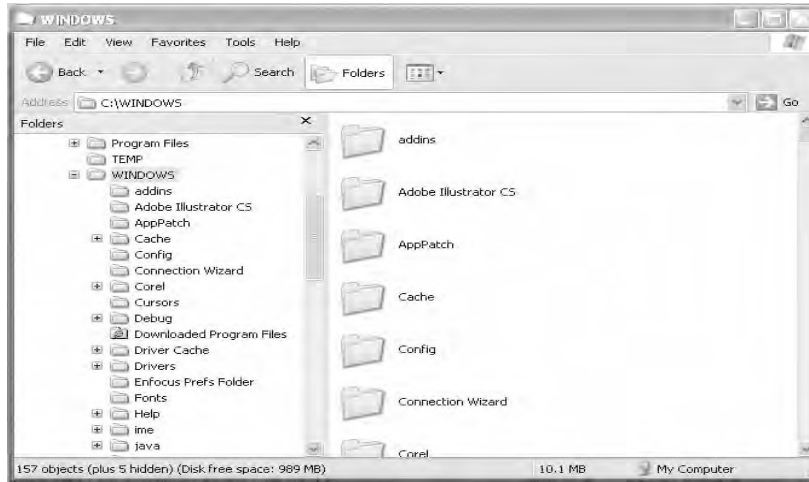 WINDOWS
File Edit View Favorites Tools Help
Back Search Folders
Address C:\WINDOWS Go
Folders
Program Files
TEMP
WINDOWS
addins
Adobe Illustrator CS
AppPatch
Cache
Config
Connection Wizard
Corel
Cursors
Debug
Downloaded Program Files
Driver Cache
Drivers
Enfocus Prefs Folder
Fonts
Help
ime
java
addins
Adobe Illustrator CS
AppPatch
Cache
Config
Connection Wizard
Corel
157 objects (plus 5 hidden) (Disk free space: 989 MB) 10.1 MB My Computer